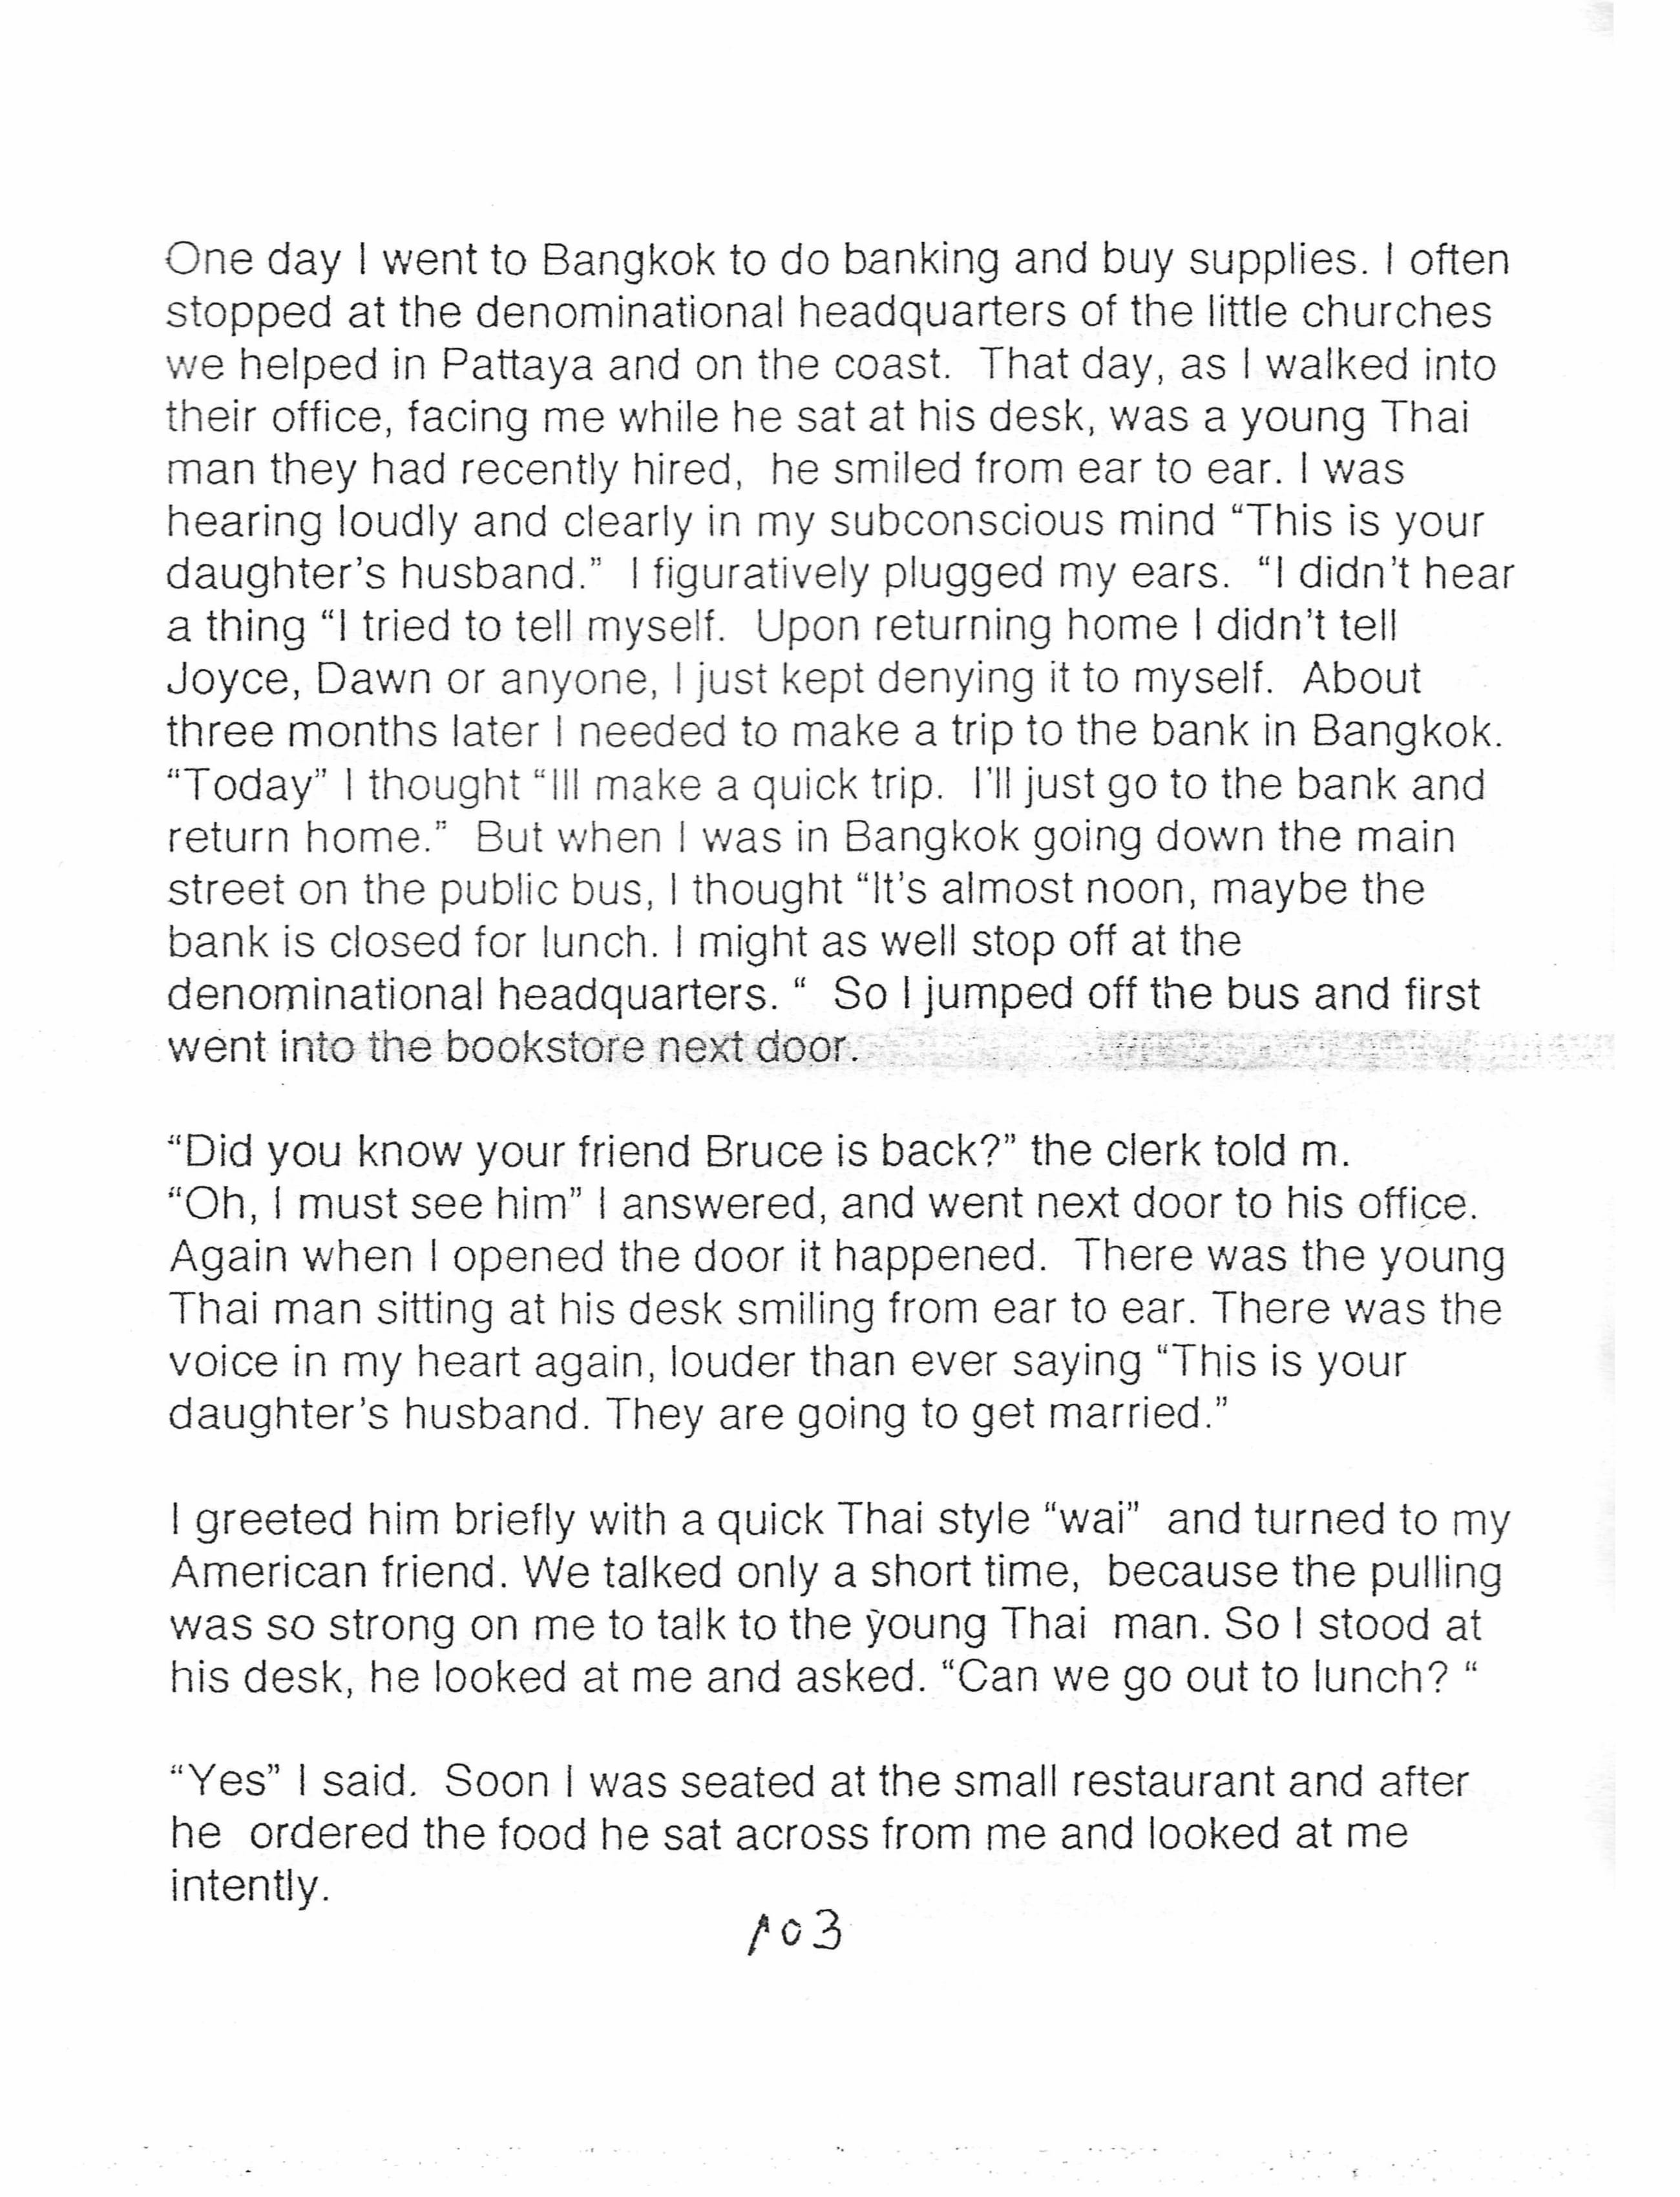 One day I went to Bangkok to do banking and buy supplies. I often
stopped at the denominational headquarters of the little churches
we helped in Pattaya and on the coast.  That day, as I walked into
their office, facing me while he sat at his desk, was a young Thai
man they had recently hired,  he smiled from ear to ear. I was
hearing loudly and clearly in my subconscious mind “This is your
daughter’s husband.”  I figuratively plugged my ears.  “I didn’t hear
a thing “I tried to tell myself.  Upon returning home I didn’t tell
Joyce, Dawn or anyone, I just kept denying it to myself.  About
three months later I needed to make a trip to the bank in Bangkok.
“Today” I thought “Ill make a quick trip.  I’ll just go to the bank and
return home.”  But when I was in Bangkok going down the main
street on the public bus, I thought “It’s almost noon, maybe the
bank is closed for lunch. I might as well stop off at the
denominational headquarters. “  So I jumped off the bus and first
went into the bookstore next door.

“Did you know your friend Bruce is back?” the clerk told m.
“Oh, I must see him” I answered, and went next door to his office.
Again when I opened the door it happened.  There was the young
Thai man sitting at his desk smiling from ear to ear. There was the
voice in my heart again, louder than ever saying “This is your
daughter’s husband. They are going to get married.”

I greeted him briefly with a quick Thai style “wai”  and turned to my
American friend. We talked only a short time,  because the pulling
was so strong on me to talk to the young Thai  man. So I stood at
his desk, he looked at me and asked. “Can we go out to lunch? “

“Yes” I said.  Soon I was seated at the small restaurant and after
he  ordered the food he sat across from me and looked at me
intently.
103